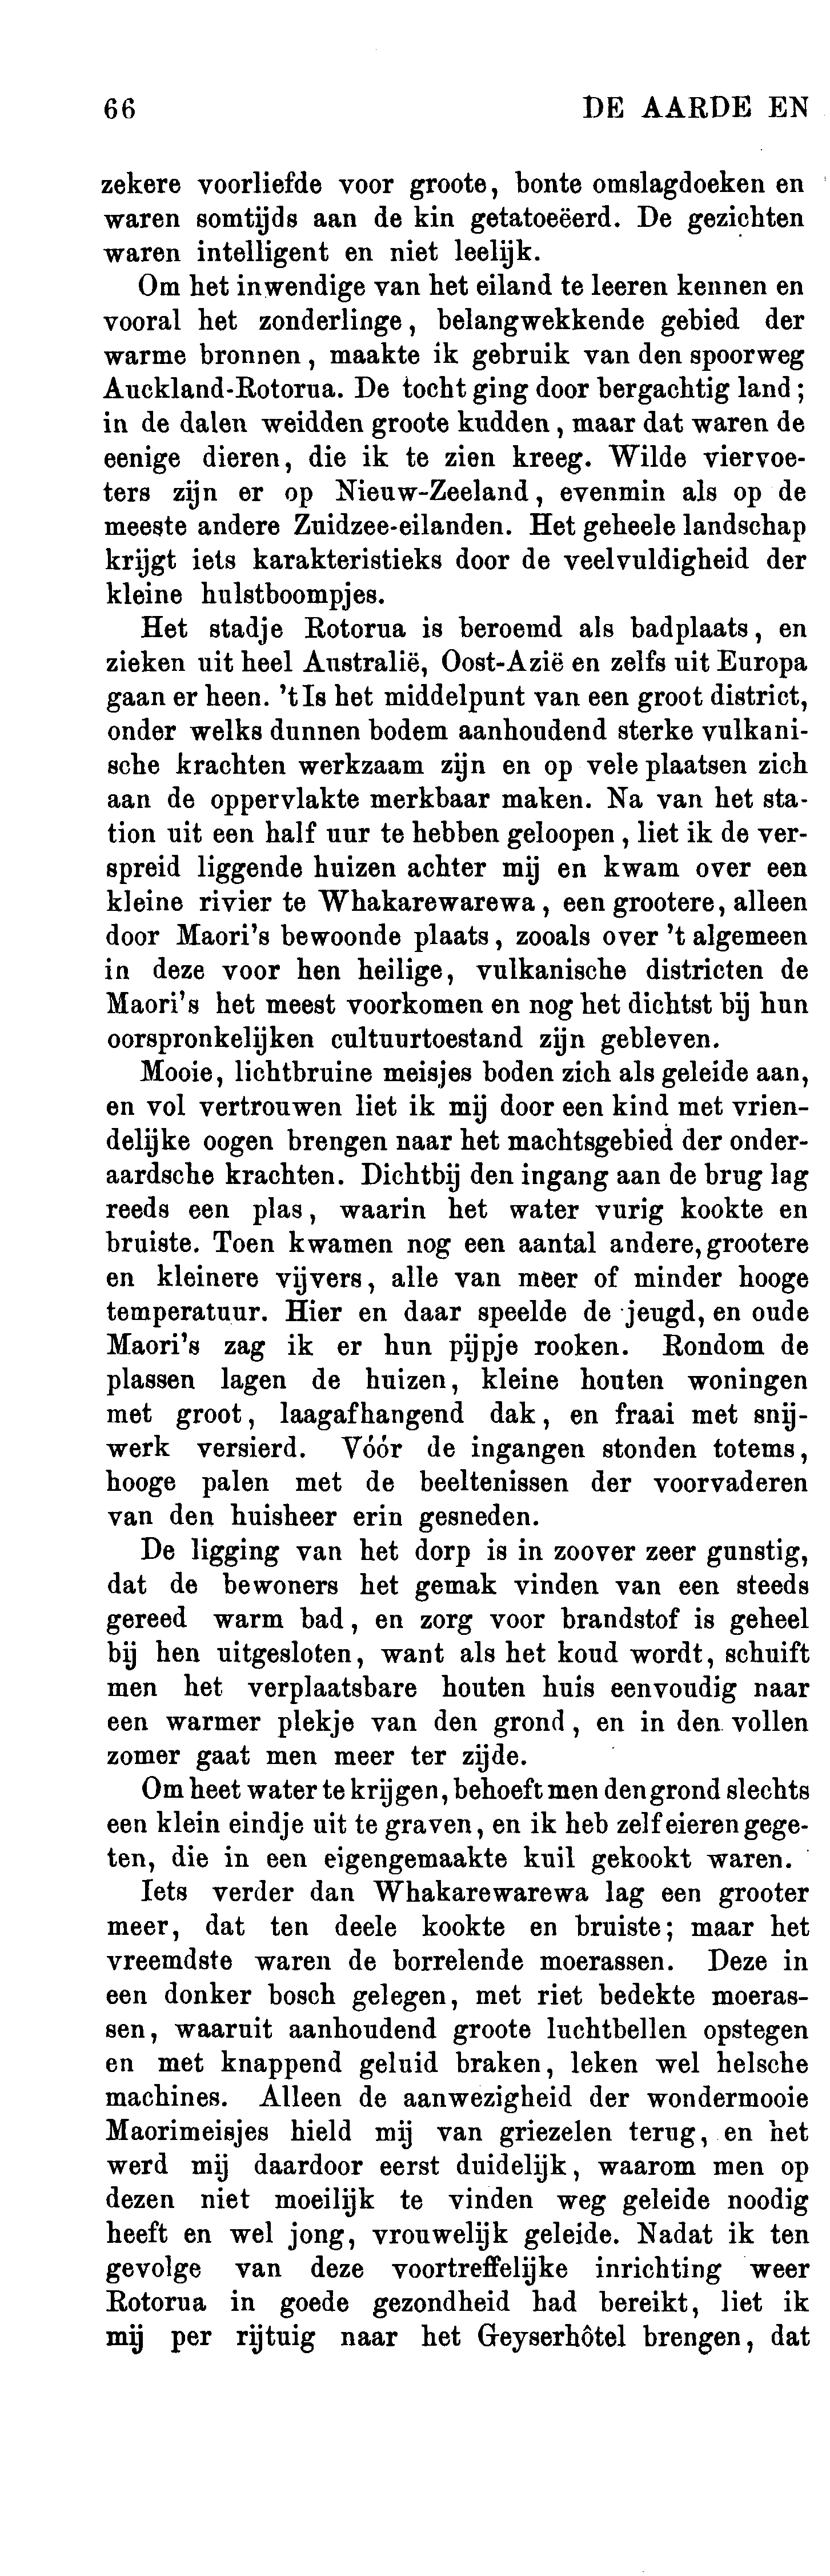 66 DE AARDE EN
zekere voorliefde voor groote, bonte omslagdoeken en
waren somtijds aan de kin getatoeëerd. De gezichten
waren intelligent en niet leelijk.
Om het inwendige van het eiland te leeren kennen en
vooral het zonderlinge, belangwekkende gebied der
warme bronnen, maakte ik gebruik van den spoorweg
Auckland-Rotorua. De tocht ging door bergachtig land;
in de dalen weidden groote kudden, maar dat waren de
eenige dieren, die ik te zien kreeg. Wilde viervoe-
ters zijn er op Nieuw-Zeeland, evenmin als op de
meeste andere Zuidzee-eilanden. Het geheele landschap
krijgt iets karakteristieks door de veelvuldigheid der
kleine hulstboompjes.
Het stadje Rotorua is beroemd als badplaats, en
zieken uit heel Australië, Oost-Azië en zelfs uit Europa
gaan er heen. 't Is het middelpunt van een groot district,
onder welks dunnen bodem aanhoudend sterke vulkani-
sche krachten werkzaam zijn en op vele plaatsen zich
aan de oppervlakte merkbaar maken. Na van het sta-
tion uit een half uur te hebben geloopen, liet ik de ver-
spreid liggende huizen achter mij en kwam over een
kleine rivier te Whakarewarewa, een grootere, alleen
door Maori's bewoonde plaats, zooals over 't algemeen
in deze voor hen heilige, vulkanische districten de
Maori's het meest voorkomen en nog het dichtst bij hun
oorspronkelijken cultuurtoestand zijn gebleven.
Mooie, lichtbruine meisjes boden zich als geleide aan,
en vol vertrouwen liet ik mij door een kind met vrien-
delijke oogen brengen naar het machtsgebied der onder-
aardsche krachten. Dichtbij den ingang aan de brug lag
reeds een plas, waarin het water vurig kookte en
bruiste. Toen kwamen nog een aantal andere, grootere
en kleinere vijvers, alle van meer of minder hooge
temperatuur. Hier en daar speelde de jeugd, en oude
Maori's zag ik er hun pijpje rooken. Rondom de
plassen lagen de huizen, kleine houten woningen
met groot, laagafhangend dak, en fraai met snij-
werk versierd. Vóór de ingangen stonden totems,
hooge palen met de beeltenissen der voorvaderen
van den huisheer erin gesneden.
De ligging van het dorp is in zoover zeer gunstig,
dat de bewoners het gemak vinden van een steeds
gereed warm bad, en zorg voor brandstof is geheel
bij hen uitgesloten, want als het koud wordt, schuift
men het verplaatsbare houten huis eenvoudig naar
een warmer plekje van den grond, en in den vollen
zomer gaat men meer ter zijde.
Om heet water te krijgen, behoeft men den grond slechts
een klein eindje uit te graven, en ik heb zelf eieren gege-
ten, die in een eigengemaakte kuil gekookt waren.
Iets verder dan Whakarewarewa lag een grooter
meer, dat ten deele kookte en bruiste; maar het
vreemdste waren de borrelende moerassen. Deze in
een donker bosch gelegen, met riet bedekte moeras-
sen, waaruit aanhoudend groote luchtbellen opstegen
en met knappend geluid braken, leken wel helsche
machines. Alleen de aanwezigheid der wondermooie
Maorimeisjes hield mij van griezelen terug, en het
werd mij daardoor eerst duidelijk, waarom men op
dezen niet moeilijk te vinden weg geleide noodig
heeft en wel jong, vrouwelijk geleide. Nadat ik ten
gevolge van deze voortreffelijke inrichting weer
Rotorua in goede gezondheid had bereikt, liet ik
mij per rijtuig naar het Geyserhôtel brengen, dat